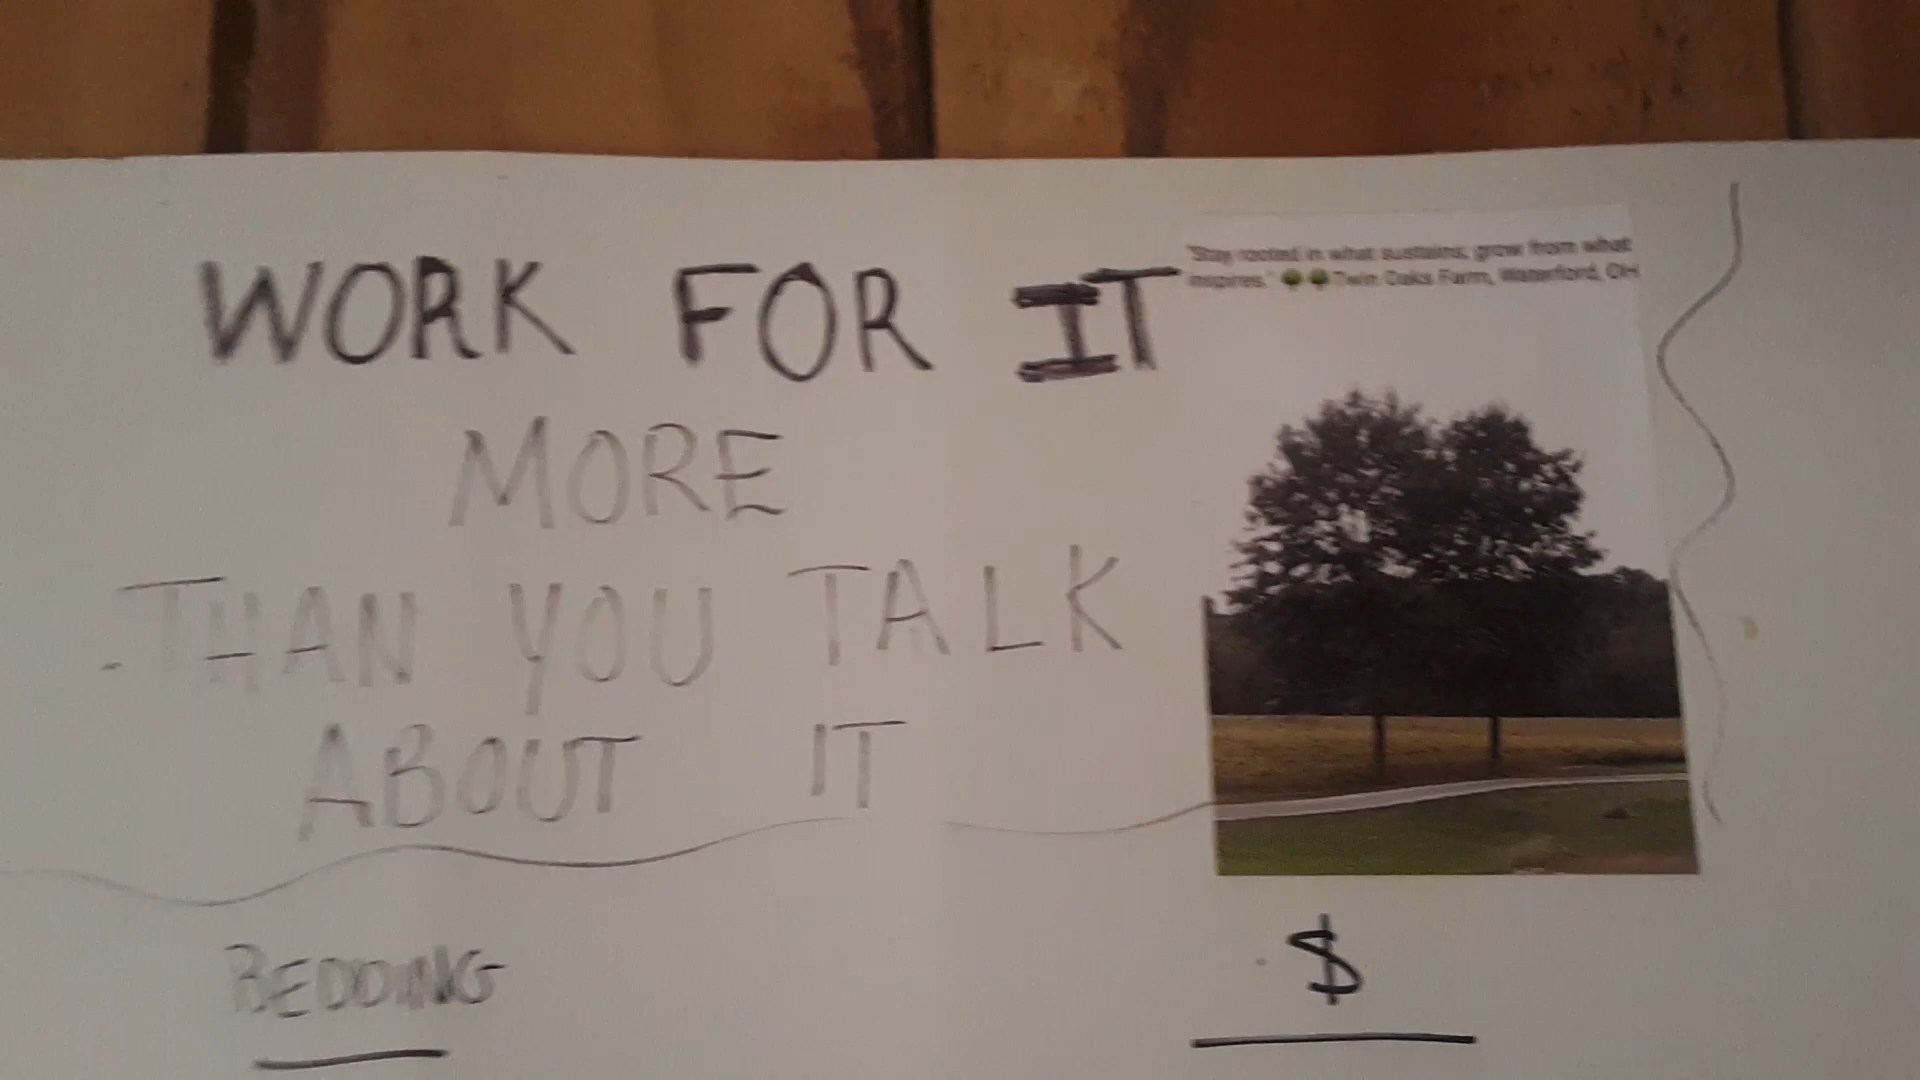 WORK FOR IT
"Stay rooted in what sustains, grow from what
inspires." 🌳🌳Twin Oaks Farm, Waterford, OH
MORE
THAN YOU TALK
ABOUT IT
BEDDING
$